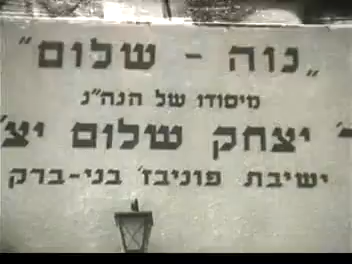 "נוה - שלום"
מיסודו של הגה"ג
ר' יצחק שלום יצ'
ישיבת פוניבז' בני-ברק